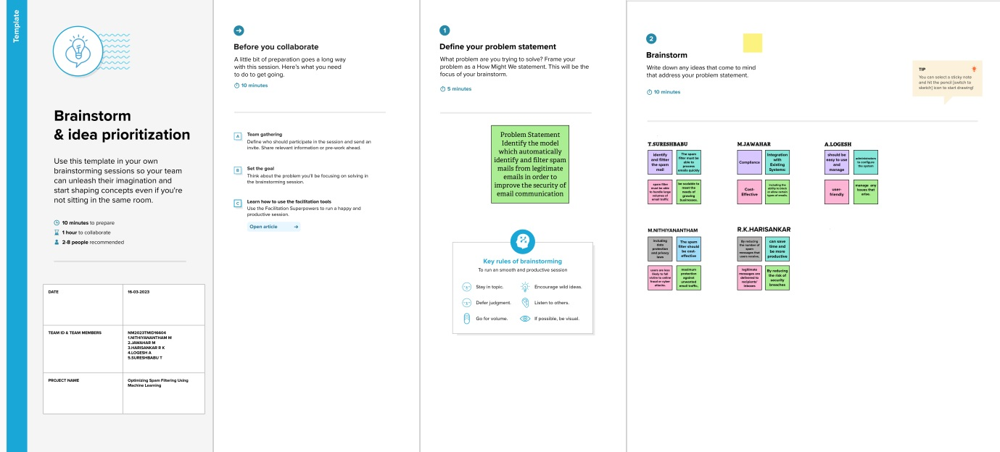 Template
Brainstorm
& idea prioritization
Use this template in your own
brainstorming sessions so your team
can unleash their imagination and
start shaping concepts even if you're
not sitting in the same room.
10 minutes to prepare
1 hour to collaborate
2-8 people recommended
DATE
16-03-2023
TEAM ID & TEAM MEMBERS
NM2023TMID16604
1.NITHIYANANTHAM M
2.JAWAHAR M
3.HARISANKAR R K
4.LOGESH A
5.SURESHBABU T
PROJECT NAME
Optimizing Spam Filtering Using
Machine Learning
Before you collaborate
A little bit of preparation goes a long way
with this session. Here's what you need
to do to get going.
10 minutes
A
Team gathering
Define who should participate in the session and send an
invite. Share relevant information or pre-work ahead.
B
Set the goal
Think about the problem you'll be focusing on solving in
the brainstorming session.
C
Learn how to use the facilitation tools
Use the Facilitation Superpowers to run a happy and
productive session.
Open article
1
Define your problem statement
What problem are you trying to solve? Frame your
problem as a How Might We statement. This will be the
focus of your brainstorm.
5 minutes
Problem Statement
Identify the model
which automatically
identify and filter spam
mails from legitimate
emails in order to
improve the security of
email communication
Key rules of brainstorming
To run an smooth and productive session
Stay in topic.
Encourage wild ideas.
Defer judgment.
Listen to others.
Go for volume.
If possible, be visual.
2
Brainstorm
Write down any ideas that come to mind
that address your problem statement.
10 minutes
TIP
You can select a sticky note
and hit the pencil [switch to
sketch] icon to start drawing!
T.SURESHBABU
identify
and filtter
the spam
mail
The spam
filter must be
able to
process
emails quickly
spam filter
must be able
to handle large
volumes of
email traffic
be scalable to
meet the
needs of
growing
businesses.
M.JAWAHAR
Compliance
Integration
with
Existing
Systems:
Cost-
Effective
including the
ability to block
or allow certain
types of emails.
A.LOGESH
should be
easy to use
and
manage
administrators
to configure
the system
user-
friendly
manage any
issues that
arise.
M.NITHIYANANTHAM
including
data
protection
and privacy
laws
The spam
filter should
be cost-
effective
users are less
likely to fall
victim to online
fraud or cyber
attacks.
maximum
protection
against
unwanted
email traffic.
R.K.HARISANKAR
By reducing
the number of
spam
messages that
users receive,
can save
time and
be more
productive
legitimate
messages are
delivered to
recipients'
inboxes
By reducing
the risk of
security
breaches